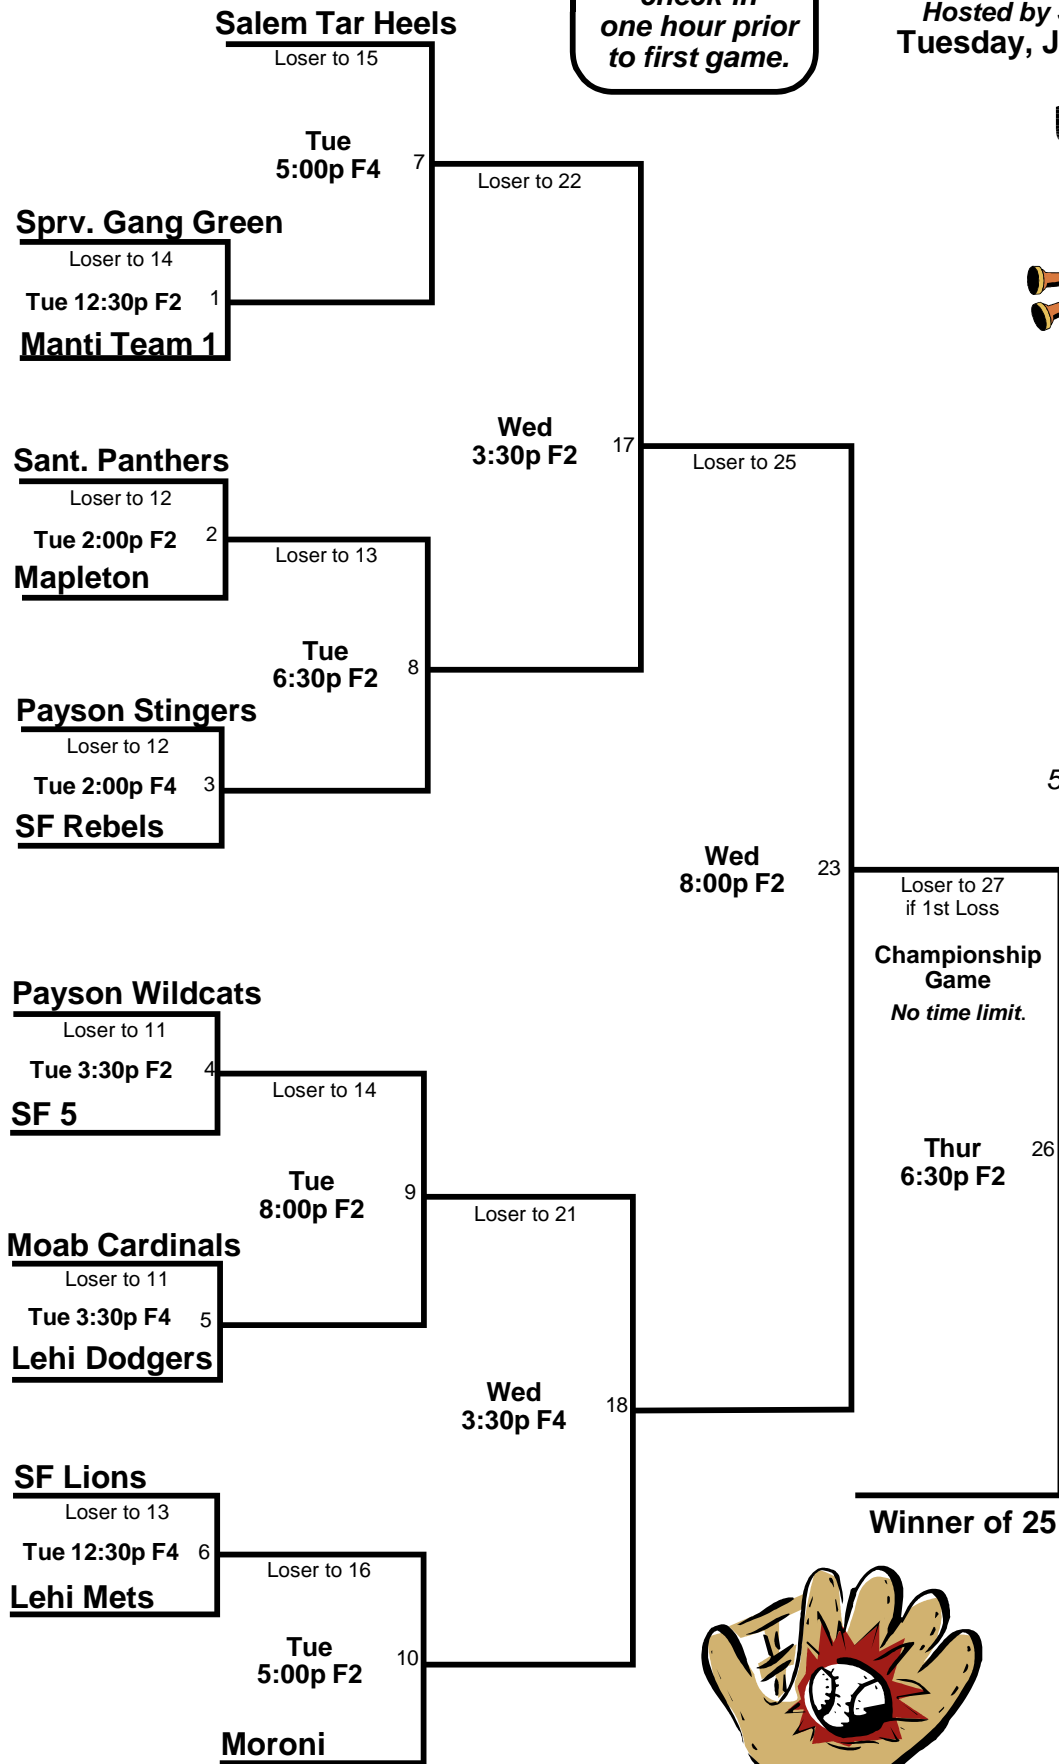 check-in
one hour prior
to first game.
Hosted by
Tuesday, J
Salem Tar Heels
Loser to 15
Tue
5:00p F4
7
Loser to 22
Sprv. Gang Green
Loser to 14
Tue 12:30p F2
1
Manti Team 1
Wed
3:30p F2
17
Loser to 25
Sant. Panthers
Loser to 12
Tue 2:00p F2
2
Mapleton
Loser to 13
Tue
6:30p F2
8
Payson Stingers
Loser to 12
Tue 2:00p F4
3
SF Rebels
5
Wed
8:00p F2
23
Loser to 27
if 1st Loss
Championship
Game
No time limit.
Payson Wildcats
Loser to 11
Tue 3:30p F2
4
SF 5
Loser to 14
Tue
8:00p F2
9
Loser to 21
Thur
6:30p F2
26
Moab Cardinals
Loser to 11
Tue 3:30p F4
5
Lehi Dodgers
Wed
3:30p F4
18
SF Lions
Loser to 13
Tue 12:30p F4
6
Lehi Mets
Loser to 16
Tue
5:00p F2
10
Moroni
Winner of 25